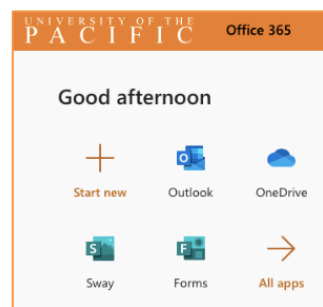 UNIVERSITY OF THE
PACIFIC
Office 365
Good afternoon
Start new
Outlook
OneDrive
Sway
Forms
All apps